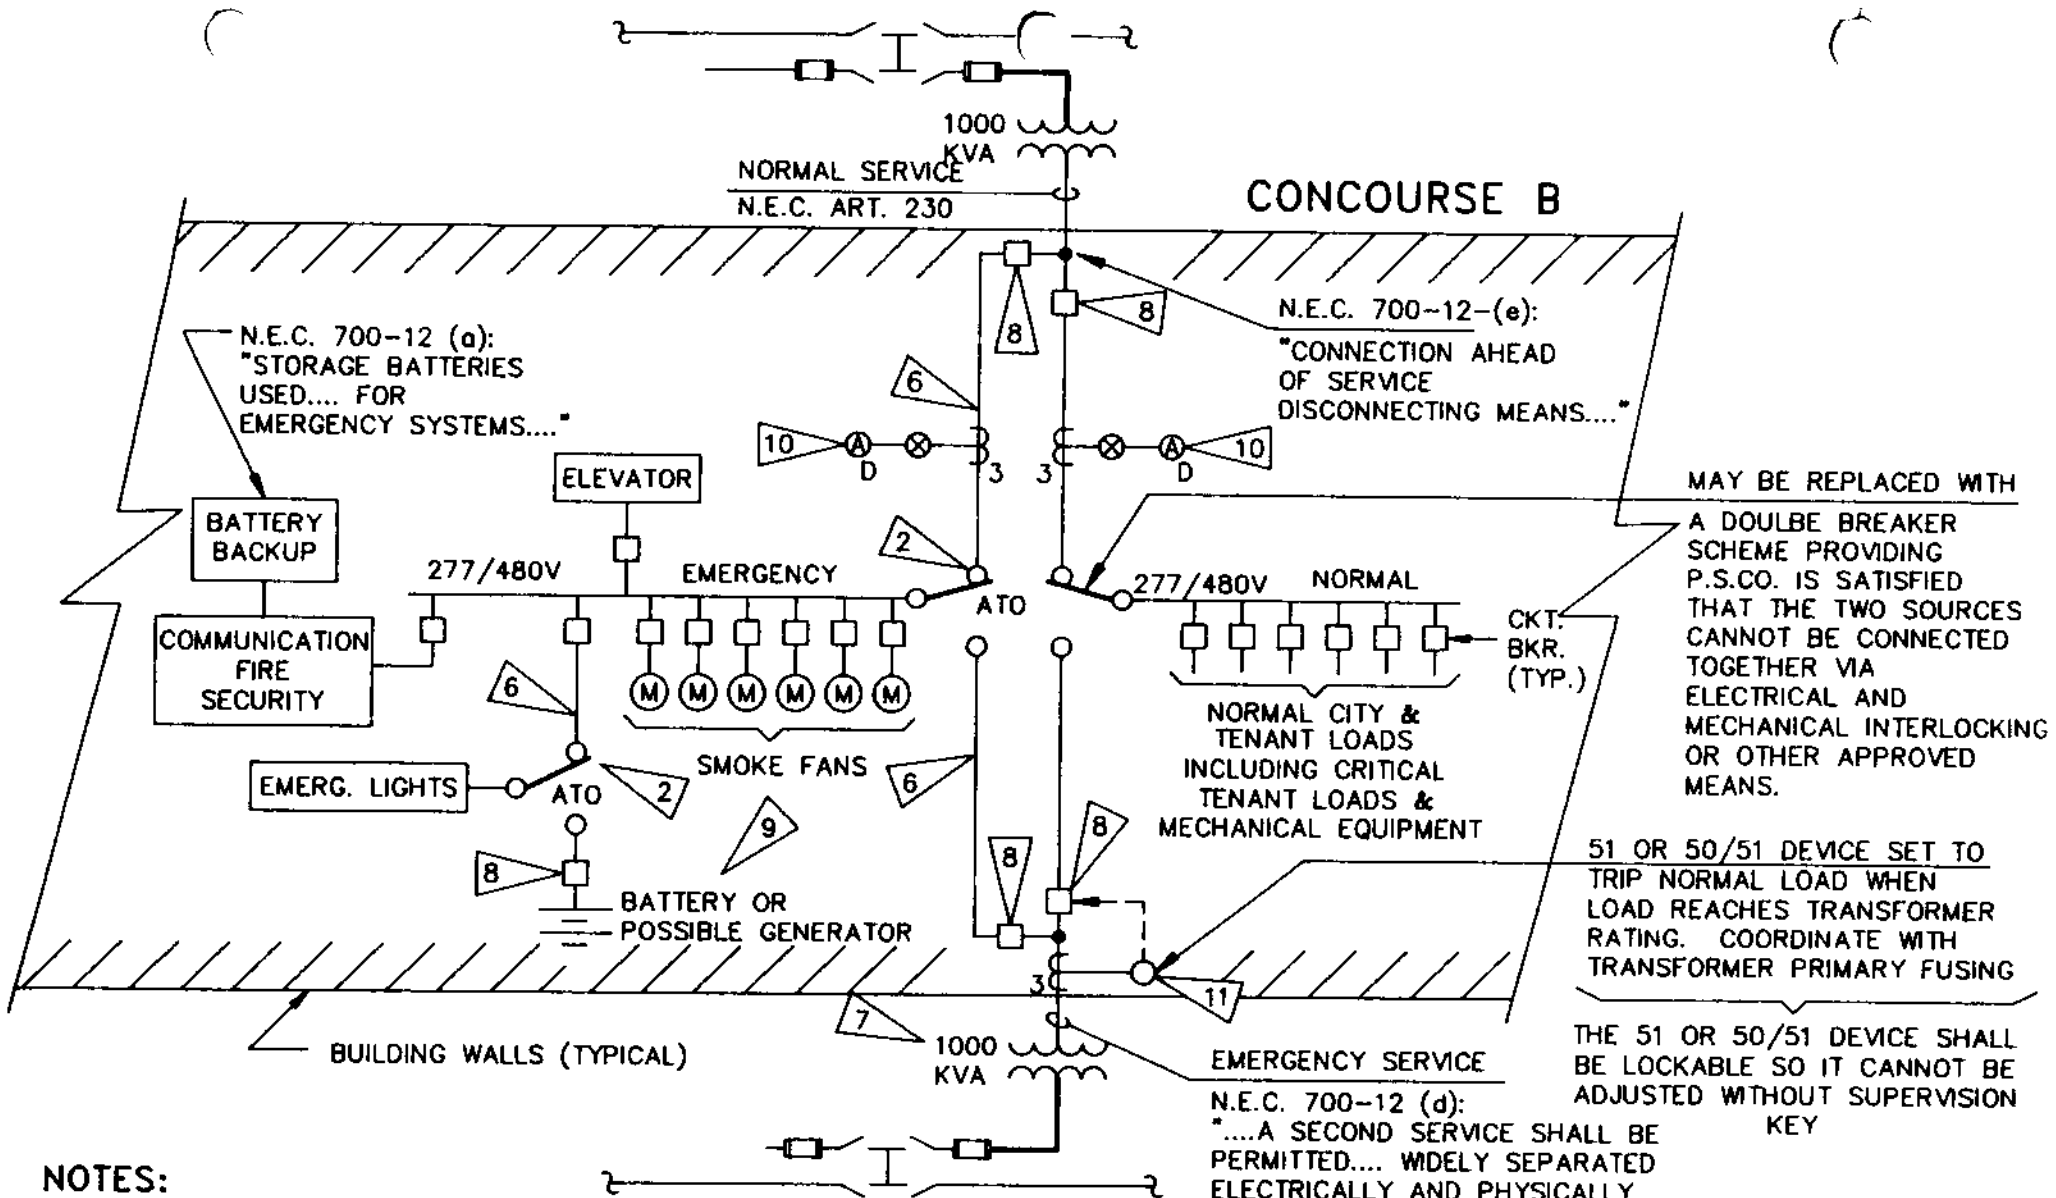 1000
KVA
NORMAL SERVICE
N.E.C. ART. 230
CONCOURSE B
N.E.C. 700-12 (a):
"STORAGE BATTERIES
USED.... FOR
EMERGENCY SYSTEMS...."
8
8
N.E.C. 700-12-(e):
"CONNECTION AHEAD
OF SERVICE
DISCONNECTING MEANS...."
6
10
A
D
3
3
A
D
10
ELEVATOR
BATTERY
BACKUP
2
MAY BE REPLACED WITH
A DOULBE BREAKER
SCHEME PROVIDING
P.S.CO. IS SATISFIED
THAT THE TWO SOURCES
CANNOT BE CONNECTED
TOGETHER VIA
ELECTRICAL AND
MECHANICAL INTERLOCKING
OR OTHER APPROVED
MEANS.
277/480V
EMERGENCY
ATO
277/480V
NORMAL
CKT.
BKR.
(TYP.)
COMMUNICATION
FIRE
SECURITY
6
M M M M M M
SMOKE FANS
6
NORMAL CITY &
TENANT LOADS
INCLUDING CRITICAL
TENANT LOADS &
MECHANICAL EQUIPMENT
EMERG. LIGHTS
ATO
2
9
8
8
8
BATTERY OR
POSSIBLE GENERATOR
51 OR 50/51 DEVICE SET TO
TRIP NORMAL LOAD WHEN
LOAD REACHES TRANSFORMER
RATING. COORDINATE WITH
TRANSFORMER PRIMARY FUSING
3
11
7
BUILDING WALLS (TYPICAL)
1000
KVA
THE 51 OR 50/51 DEVICE SHALL
BE LOCKABLE SO IT CANNOT BE
ADJUSTED WITHOUT SUPERVISION
KEY
EMERGENCY SERVICE
N.E.C. 700-12 (d):
"....A SECOND SERVICE SHALL BE
PERMITTED.... WIDELY SEPARATED
ELECTRICALLY AND PHYSICALLY
NOTES: